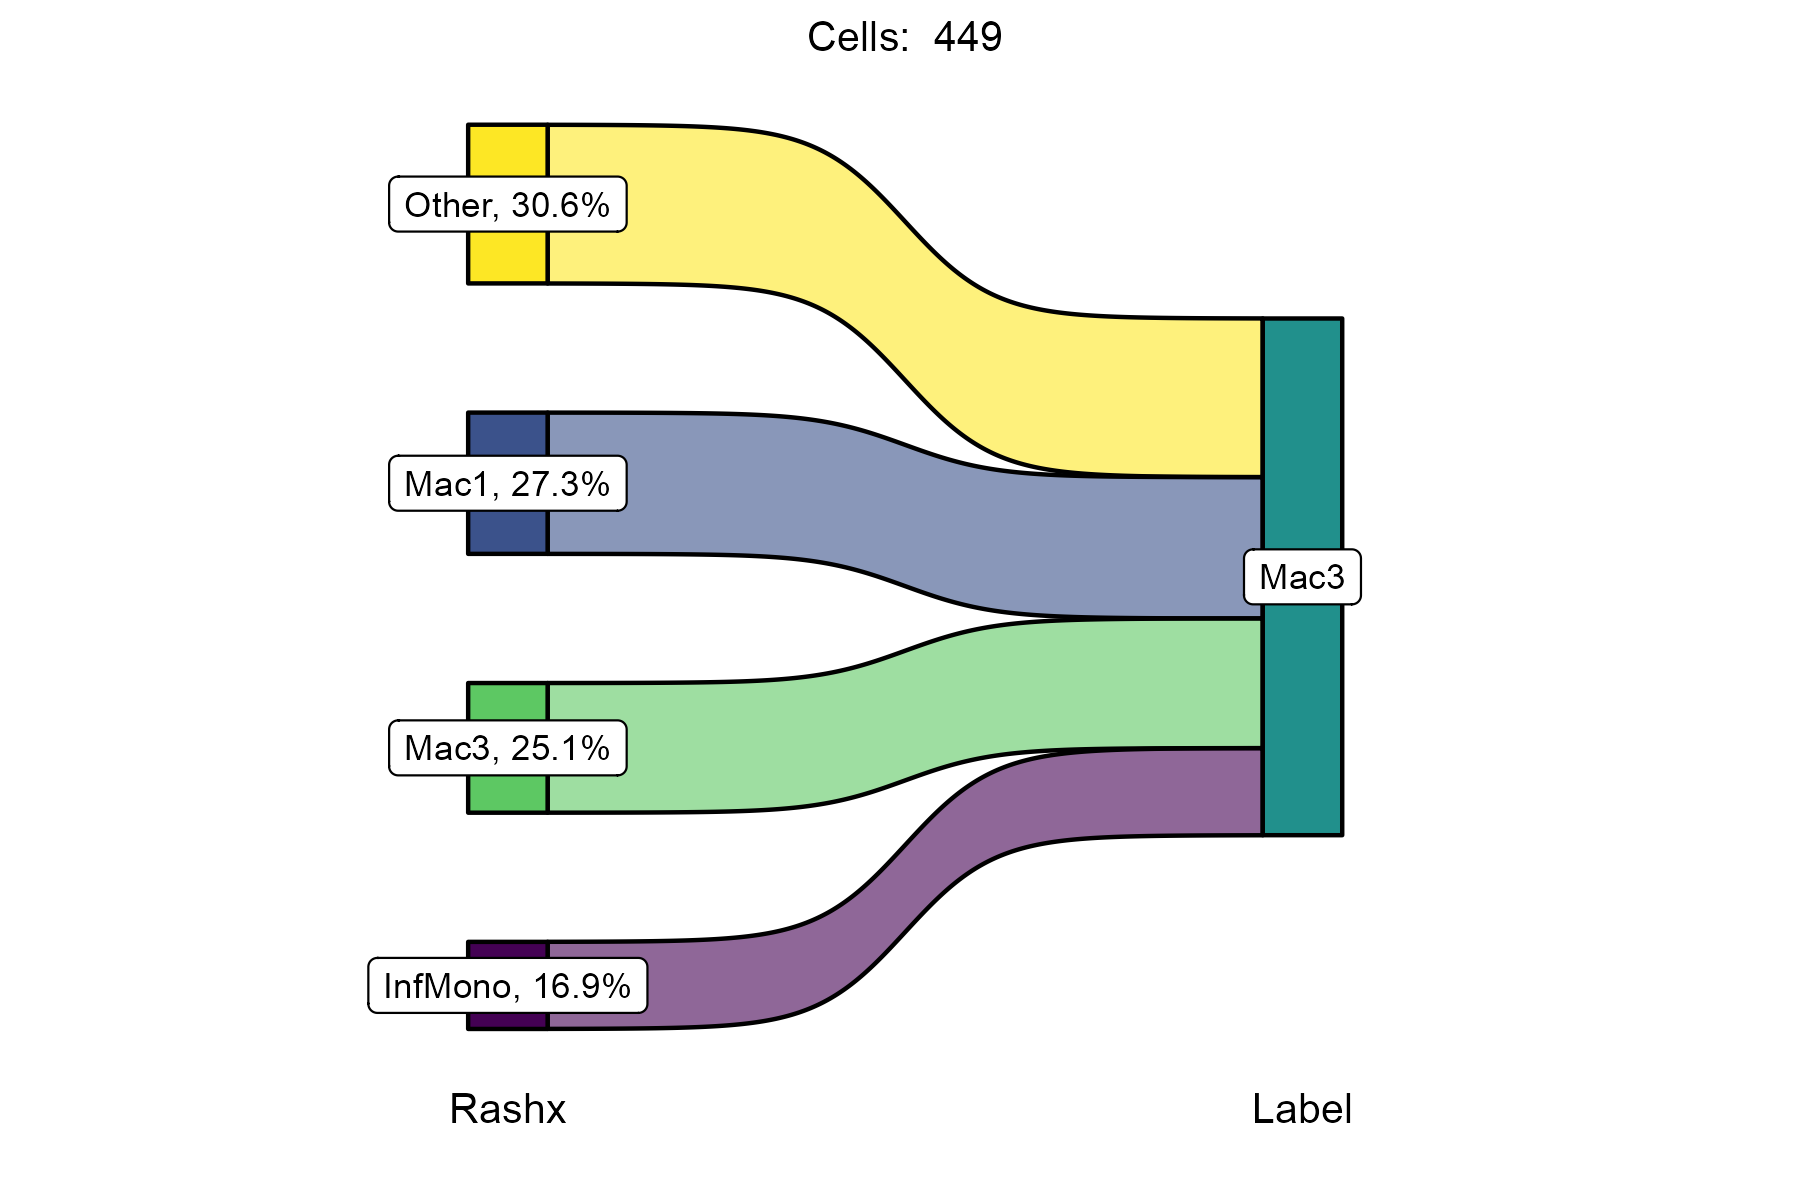 Cells:  449
Other, 30.6%
Mac1, 27.3%
Mac3
Mac3, 25.1%
InfMono, 16.9%
Rashx
Label